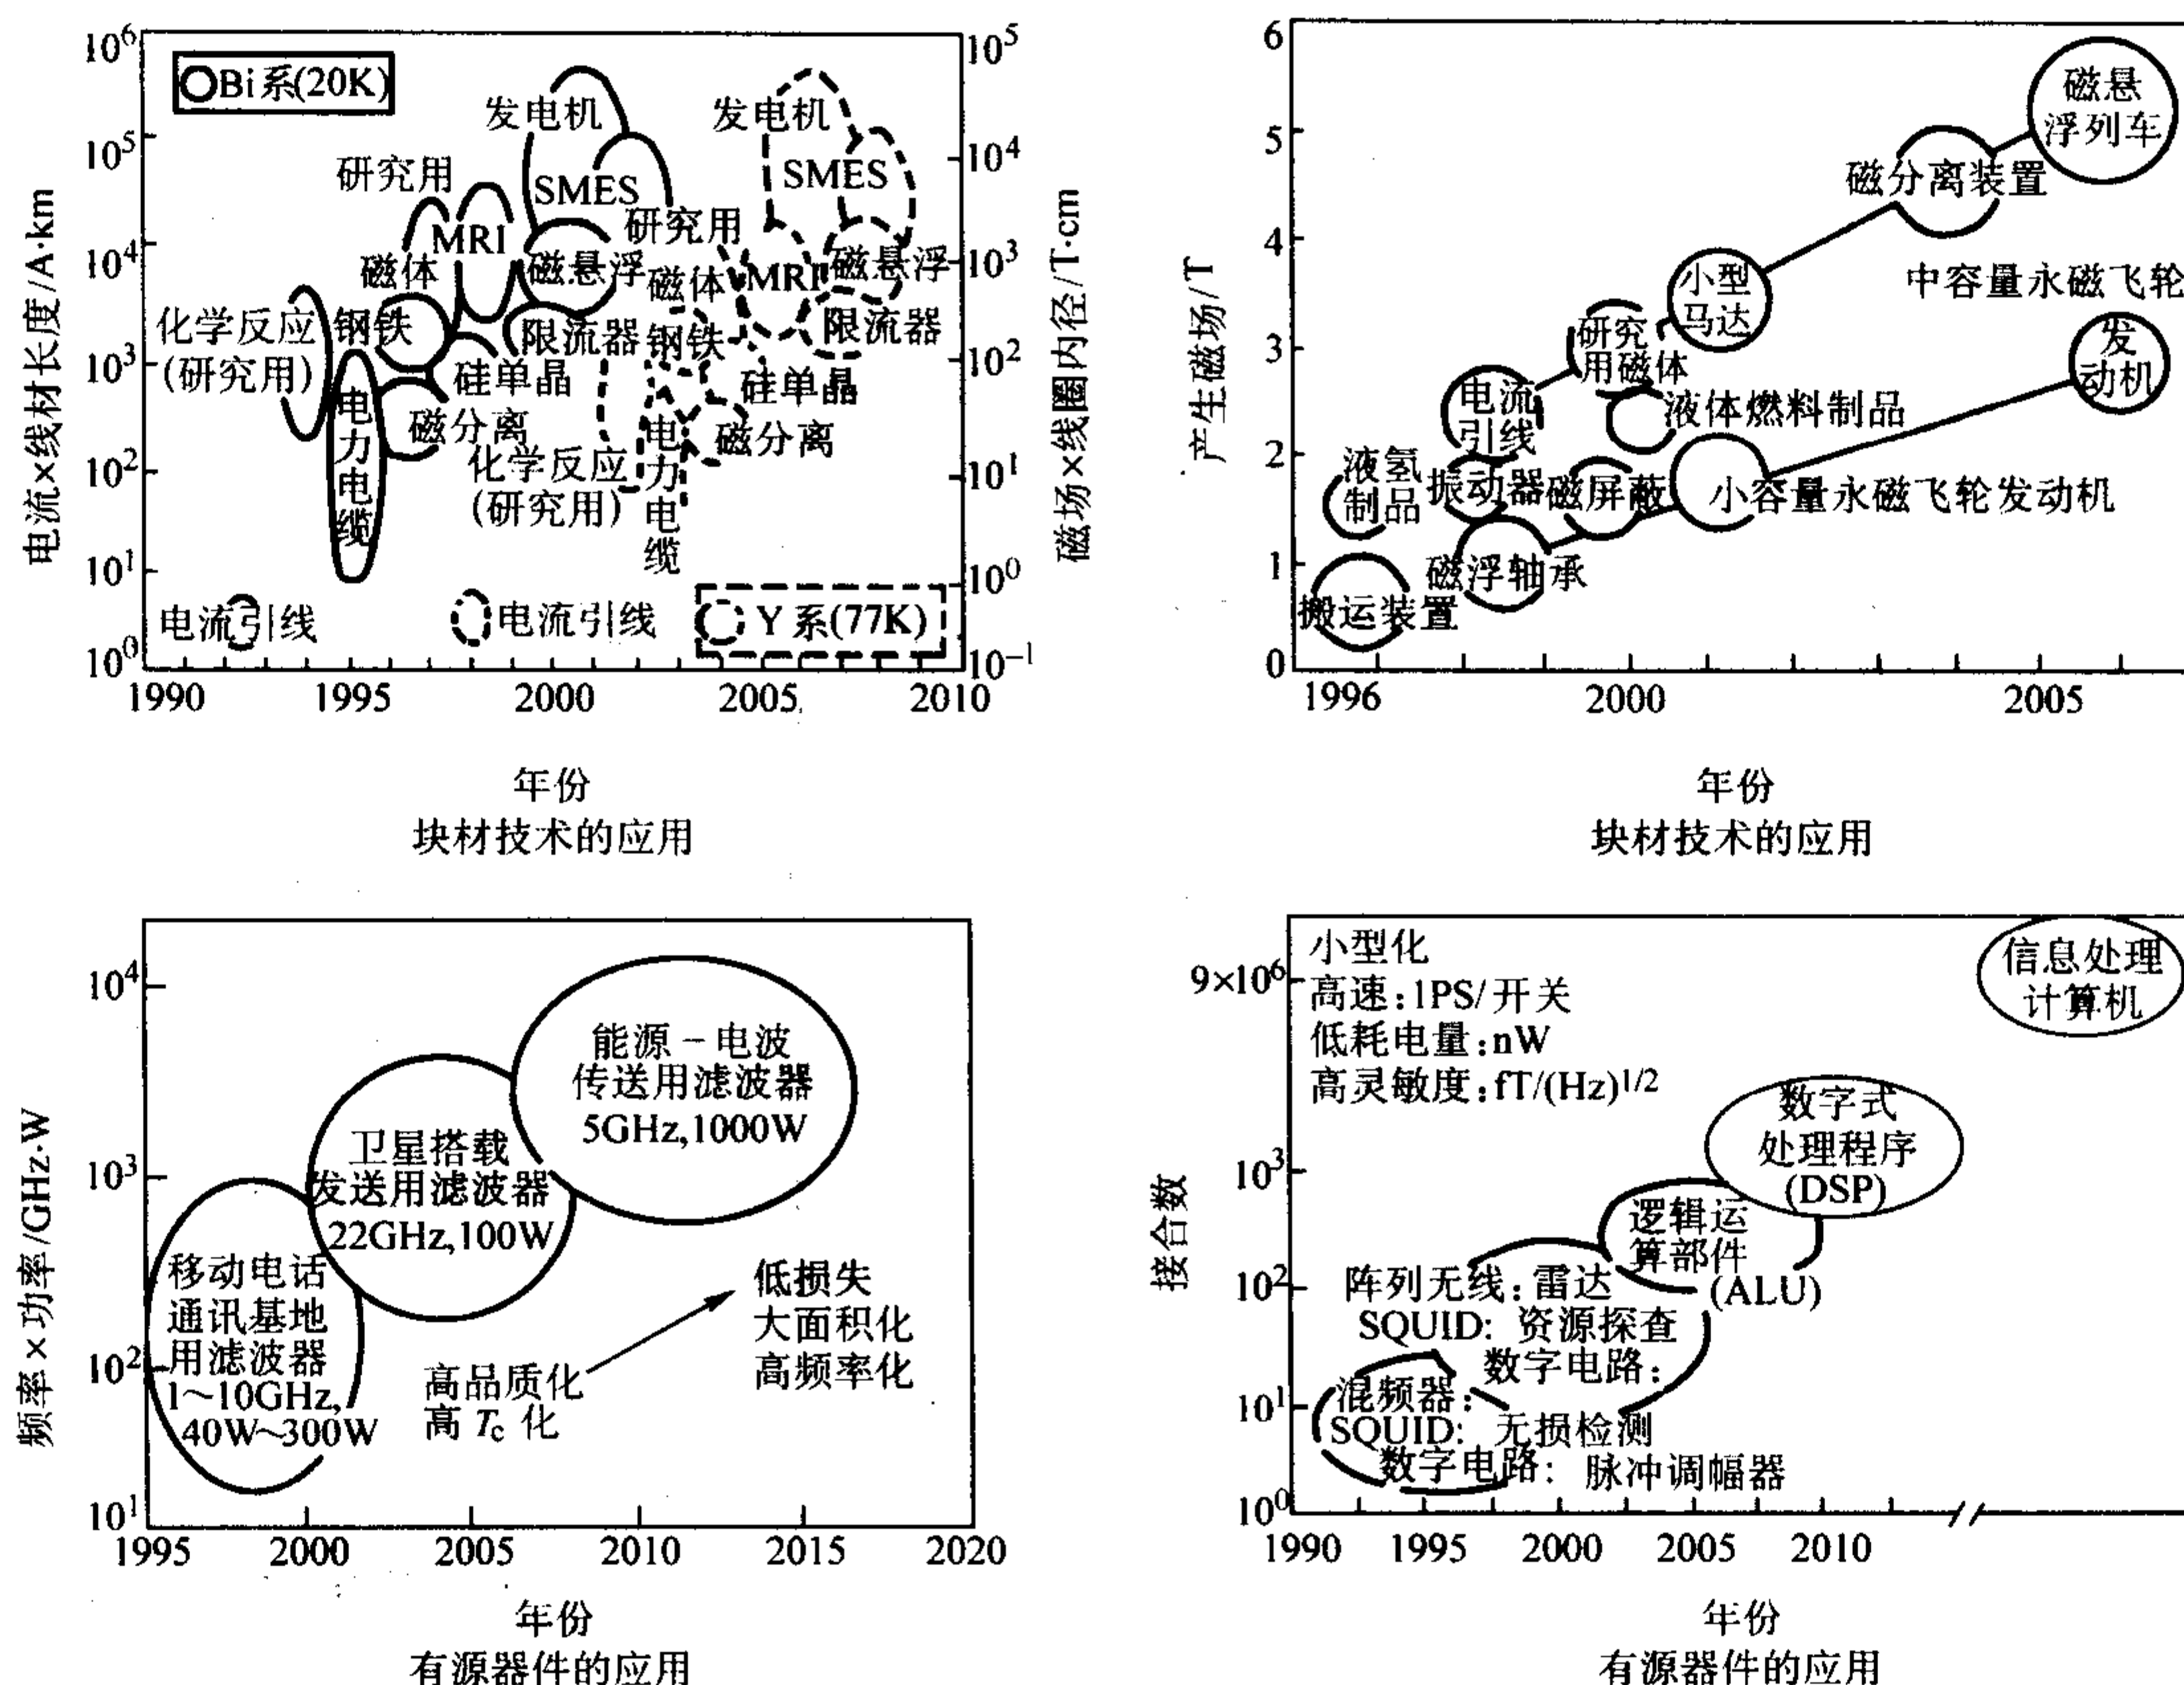 10⁶
10⁵
10⁴
10³
10²
10¹
10⁰
电流×线材长度/A·km
Bi系(20K)
发电机
SMES
研究用
磁体
MRI
磁悬浮
化学反应
(研究用)
钢铁
限流器
硅单晶
电力电缆
磁分离
电流引线
发电机
SMES
研究用
磁体
MRI
磁悬浮
限流器
钢铁
硅单晶
磁分离
化学反应
(研究用)
电力电缆
电流引线
Y系(77K)
10⁵
10⁴
10³
10²
10¹
10⁰
10⁻¹
磁场×线圈内径/T·cm
1990 1995 2000 2005 2010
年份
块材技术的应用
6
5
4
3
2
1
0
产生磁场/T
磁悬
浮列车
磁分离装置
小型
马达
中容量永磁飞轮
发
动机
研究
用磁体
电流
引线
液体燃料制品
液氢
制品
振动器
磁屏蔽
小容量永磁飞轮发动机
磁浮轴承
搬运装置
1996 2000 2005
年份
块材技术的应用
10⁴
10³
10²
10¹
频率×功率/GHz·W
能源－电波
传送用滤波器
5GHz,1000W
卫星搭载
发送用滤波器
22GHz,100W
移动电话
通讯基地
用滤波器
1~10GHz,
40W~300W
高品质化
高 Tc 化
低损失
大面积化
高频率化
1995 2000 2005 2010 2015 2020
年份
有源器件的应用
9×10⁶
10³
10²
10¹
10⁰
接合数
小型化
高速:1PS/开关
低耗电量:nW
高灵敏度:fT/(Hz)¹/²
信息处理
计算机
数字式
处理程序
(DSP)
逻辑运
算部件
(ALU)
阵列无线:雷达
SQUID: 资源探查
数字电路:
混频器:
SQUID: 无损检测
数字电路: 脉冲调幅器
1990 1995 2000 2005 2010
年份
有源器件的应用